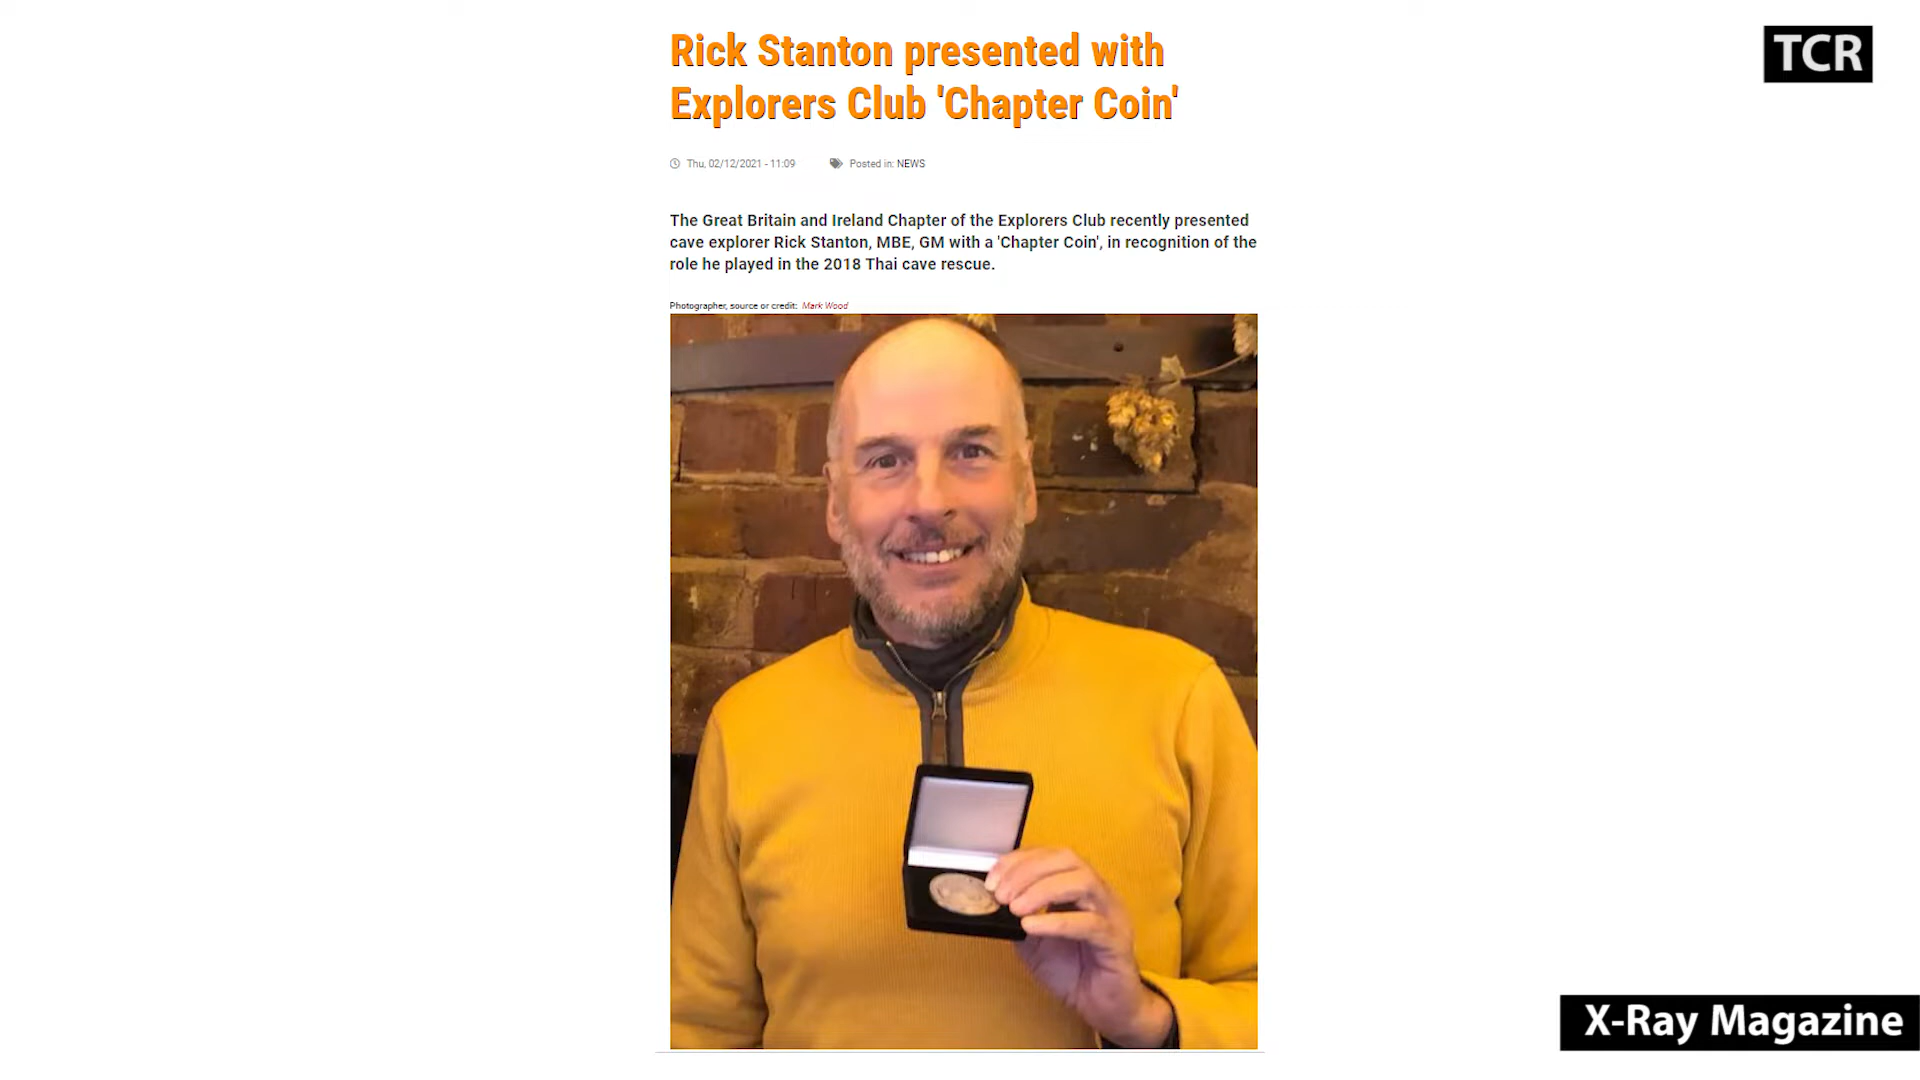 Rick Stanton presented with
Explorers Club 'Chapter Coin'
TCR
Thu, 02/12/2021 - 11:09 Posted in: NEWS
The Great Britain and Ireland Chapter of the Explorers Club recently presented
cave explorer Rick Stanton, MBE, GM with a 'Chapter Coin', in recognition of the
role he played in the 2018 Thai cave rescue.
Photographer, source or credit: Mark Wood
X-Ray Magazine